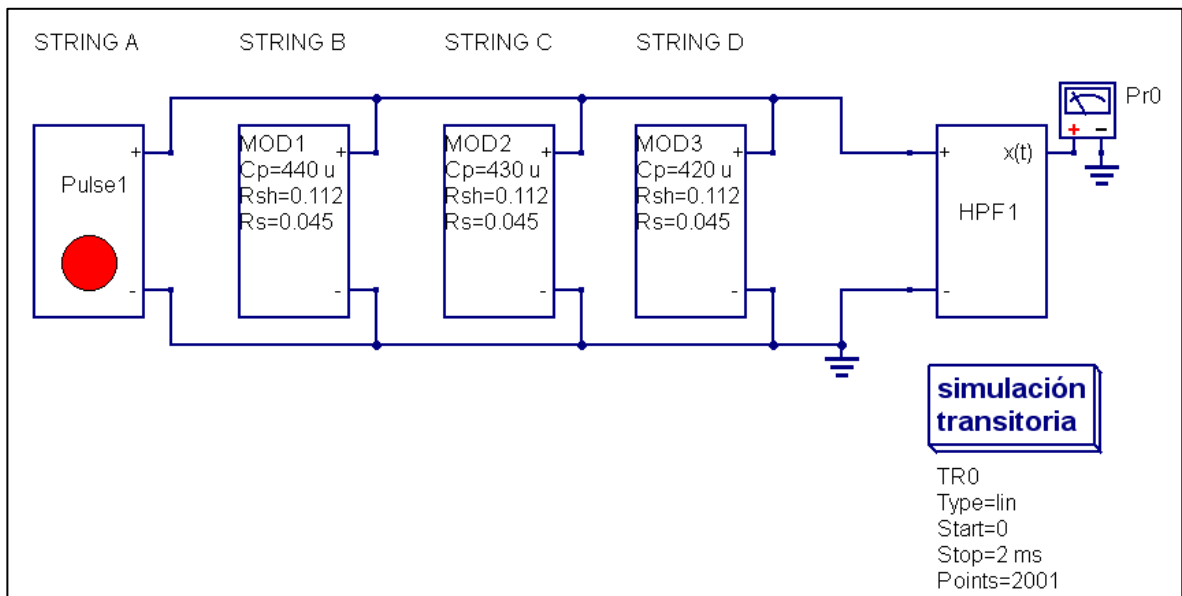 STRING A
STRING B
STRING C
STRING D
Pulse1
+
-
MOD1
Cp=440 u
Rsh=0.112
Rs=0.045
+
-
MOD2
Cp=430 u
Rsh=0.112
Rs=0.045
+
-
MOD3
Cp=420 u
Rsh=0.112
Rs=0.045
+
-
+
x(t)
HPF1
-
Pr0
+ -
simulación
transitoria
TR0
Type=lin
Start=0
Stop=2 ms
Points=2001